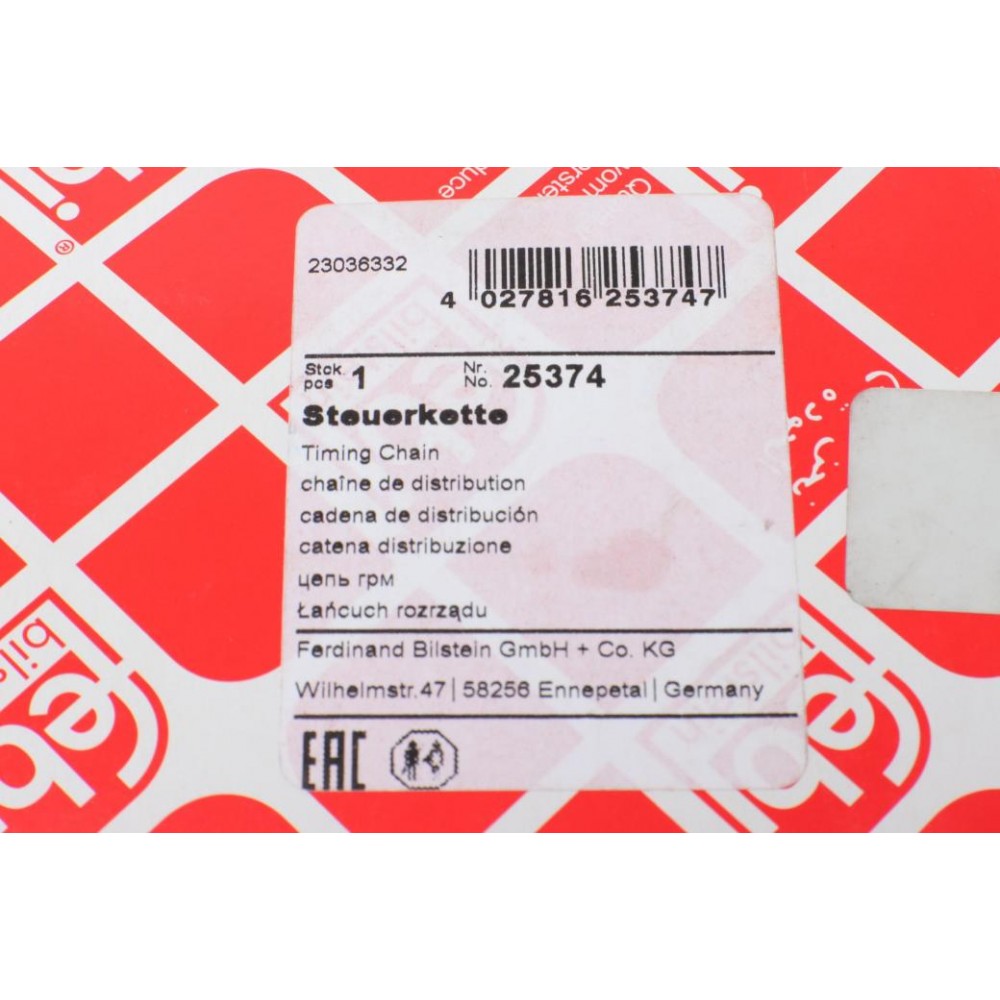 23036332
4 027816 253747
Stck. pcs 1 Nr. No. 25374
Steuerkette
Timing Chain
chaîne de distribution
cadena de distribución
catena distribuzione
цепь грм
Łańcuch rozrządu
Ferdinand Bilstein GmbH + Co. KG
Wilhelmstr.47 | 58256 Ennepetal | Germany
EAC